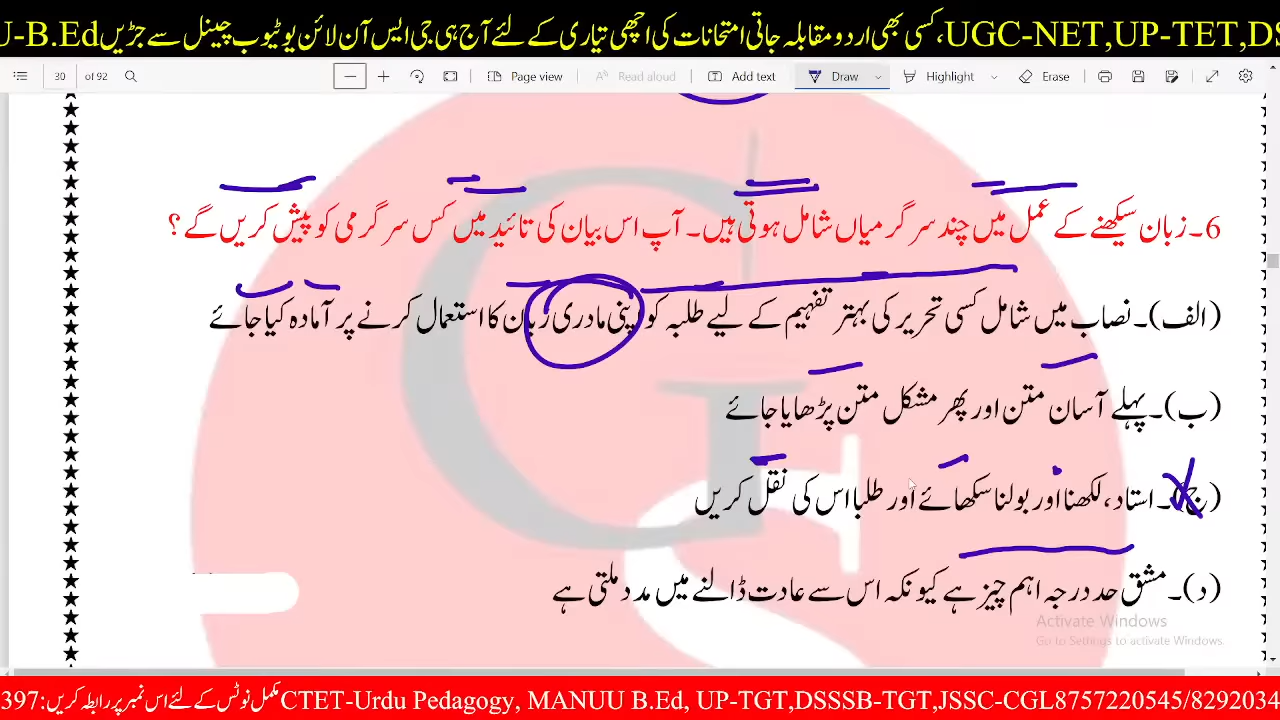 U-B.Ed کسی بھی اردو مقابلہ جاتی امتحانات کی اچھی تیاری کے لئے آج ہی جی ایس آن لائن یوٹیوب چینل سے جڑیں ،UGC-NET,UP-TET,DS
30 of 92 Page view Read aloud Add text Draw Highlight Erase
6۔ زبان سیکھنے کے عمل میں چند سرگرمیاں شامل ہوتی ہیں۔ آپ اس بیان کی تائید میں کس سرگرمی کو پیش کریں گے ؟
(الف)۔ نصاب میں شامل کسی تحریر کی بہتر تفہیم کے لیے طلبہ کو اپنی مادری زبان کا استعمال کرنے پر آمادہ کیا جائے
(ب)۔ پہلے آسان متن اور پھر مشکل متن پڑھایا جائے
(ج)۔ استاد، لکھنا اور بولنا سکھائے اور طلبا اس کی نقل کریں
(د)۔ مشق حد درجہ اہم چیز ہے کیونکہ اس سے عادت ڈالنے میں مدد ملتی ہے
Activate Windows
Go to Settings to activate Windows.
397: مکمل نوٹس کے لئے اس نمبر پر رابطہ کریں CTET-Urdu Pedagogy, MANUU B.Ed, UP-TGT,DSSSB-TGT,JSSC-CGL8757220545/8292034